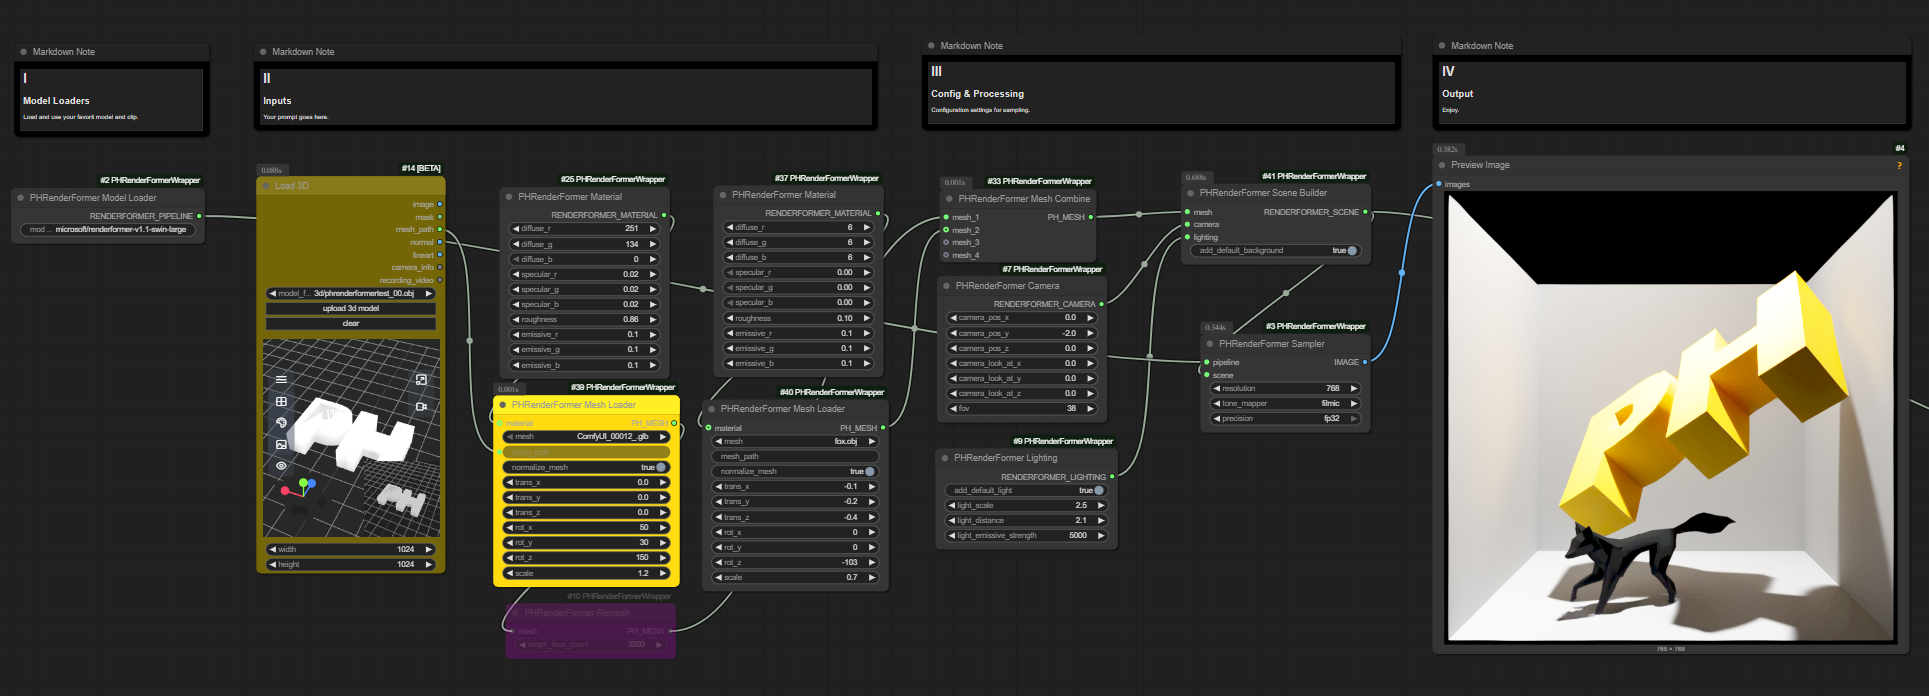 Markdown Note
I
Model Loaders
Load and use your favorit model and clip.
Markdown Note
II
Inputs
Your prompt goes here.
Markdown Note
III
Config & Processing
Configuration settings for sampling.
Markdown Note
IV
Output
Enjoy.
#2 PHRenderFormerWrapper
PHRenderFormer Model Loader
RENDERFORMER_PIPELINE
mod ... microsoft/renderformer-v1.1-swin-large
0.088s
#14 [BETA]
Load 3D
image
mask
mesh_path
normal
lineart
camera_info
recording_video
model_f.. 3d/phrenderformertest_00.obj
upload 3d model
clear
width 1024
height 1024
#25 PHRenderFormerWrapper
PHRenderFormer Material
RENDERFORMER_MATERIAL
diffuse_r 251
diffuse_g 134
diffuse_b 0
specular_r 0.02
specular_g 0.02
specular_b 0.02
roughness 0.86
emissive_r 0.1
emissive_g 0.1
emissive_b 0.1
0.001s
#39 PHRenderFormerWrapper
PHRenderFormer Mesh Loader
material PH_MESH
mesh ComfyUI_00012_.glb
mesh_path
normalize_mesh true
trans_x 0.0
trans_y 0.0
trans_z 0.0
rot_x 50
rot_y 30
rot_z 150
scale 1.2
#10 PHRenderFormerWrapper
PHRenderFormer Remesh
mesh PH_MESH
target_face_count 3200
#37 PHRenderFormerWrapper
PHRenderFormer Material
RENDERFORMER_MATERIAL
diffuse_r 6
diffuse_g 6
diffuse_b 6
specular_r 0.00
specular_g 0.00
specular_b 0.00
roughness 0.10
emissive_r 0.1
emissive_g 0.1
emissive_b 0.1
#40 PHRenderFormerWrapper
PHRenderFormer Mesh Loader
material PH_MESH
mesh fox.obj
mesh_path
normalize_mesh true
trans_x -0.1
trans_y -0.2
trans_z -0.4
rot_x 0
rot_y 0
rot_z -103
scale 0.7
0.001s
#33 PHRenderFormerWrapper
PHRenderFormer Mesh Combine
mesh_1 PH_MESH
mesh_2
mesh_3
mesh_4
#7 PHRenderFormerWrapper
PHRenderFormer Camera
RENDERFORMER_CAMERA
camera_pos_x 0.0
camera_pos_y -2.0
camera_pos_z 0.0
camera_look_at_x 0.0
camera_look_at_y 0.0
camera_look_at_z 0.0
fov 38
#9 PHRenderFormerWrapper
PHRenderFormer Lighting
RENDERFORMER_LIGHTING
add_default_light true
light_scale 2.5
light_distance 2.1
light_emissive_strength 5000
0.688s
#41 PHRenderFormerWrapper
PHRenderFormer Scene Builder
mesh RENDERFORMER_SCENE
camera
lighting
add_default_background true
0.344s
#3 PHRenderFormerWrapper
PHRenderFormer Sampler
pipeline IMAGE
scene
resolution 768
tone_mapper filmic
precision fp32
0.382s
#4
Preview Image ?
images
PH
768 × 768